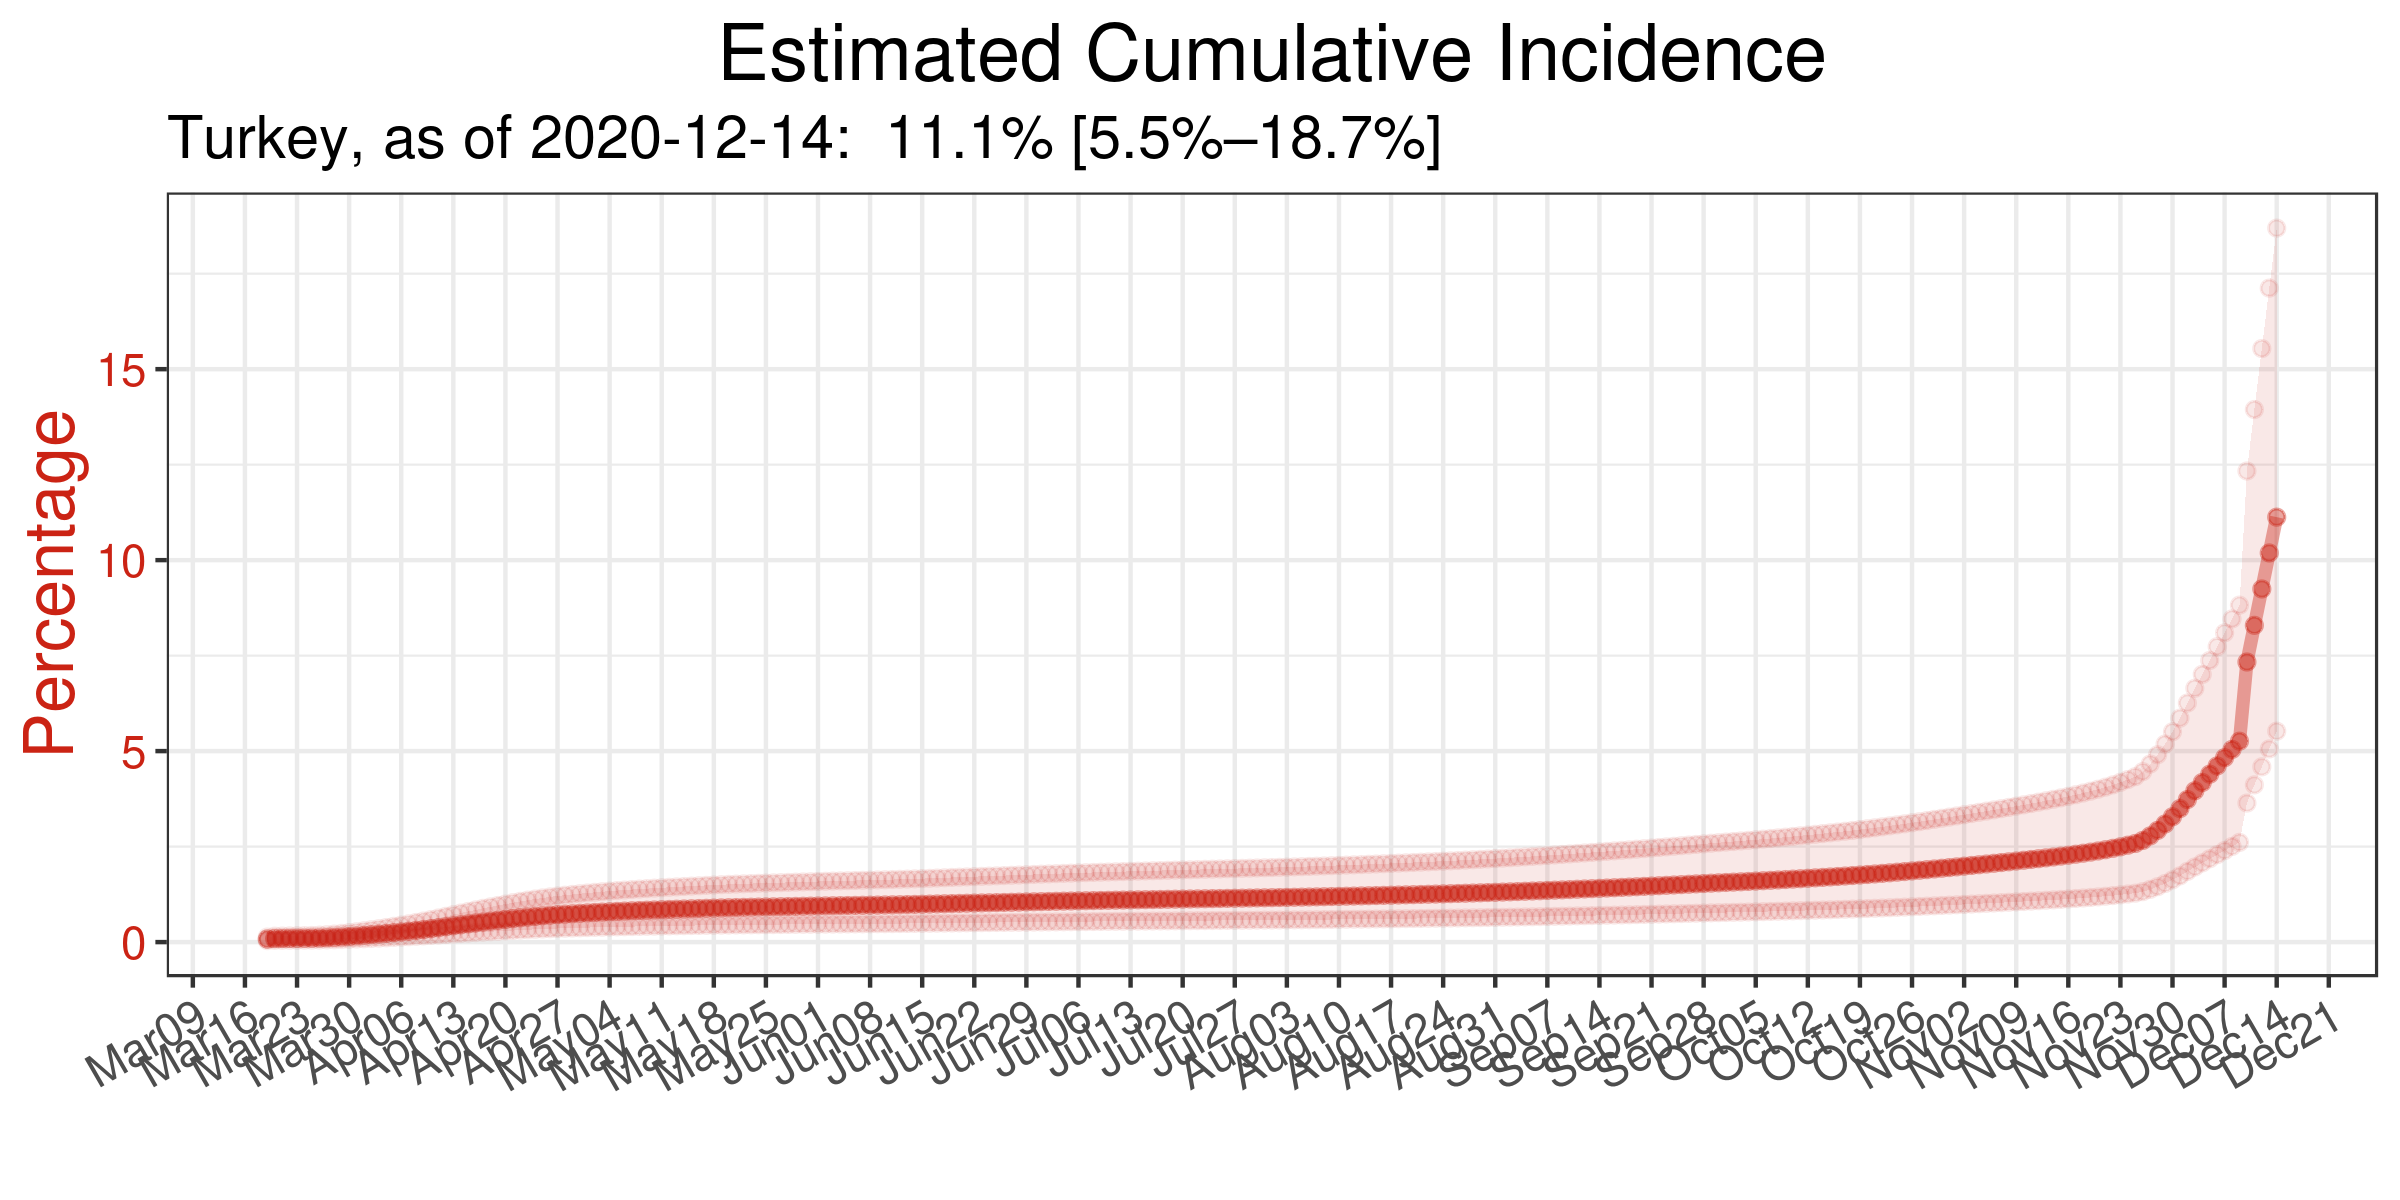 Estimated Cumulative Incidence
Turkey, as of 2020-12-14:  11.1% [5.5%–18.7%]
Percentage
15
10
5
0
Mar09
Mar16
Mar23
Mar30
Apr06
Apr13
Apr20
Apr27
May04
May11
May18
May25
Jun01
Jun08
Jun15
Jun22
Jun29
Jul06
Jul13
Jul20
Jul27
Aug03
Aug10
Aug17
Aug24
Aug31
Sep07
Sep14
Sep21
Sep28
Oct05
Oct12
Oct19
Oct26
Nov02
Nov09
Nov16
Nov23
Nov30
Dec07
Dec14
Dec21